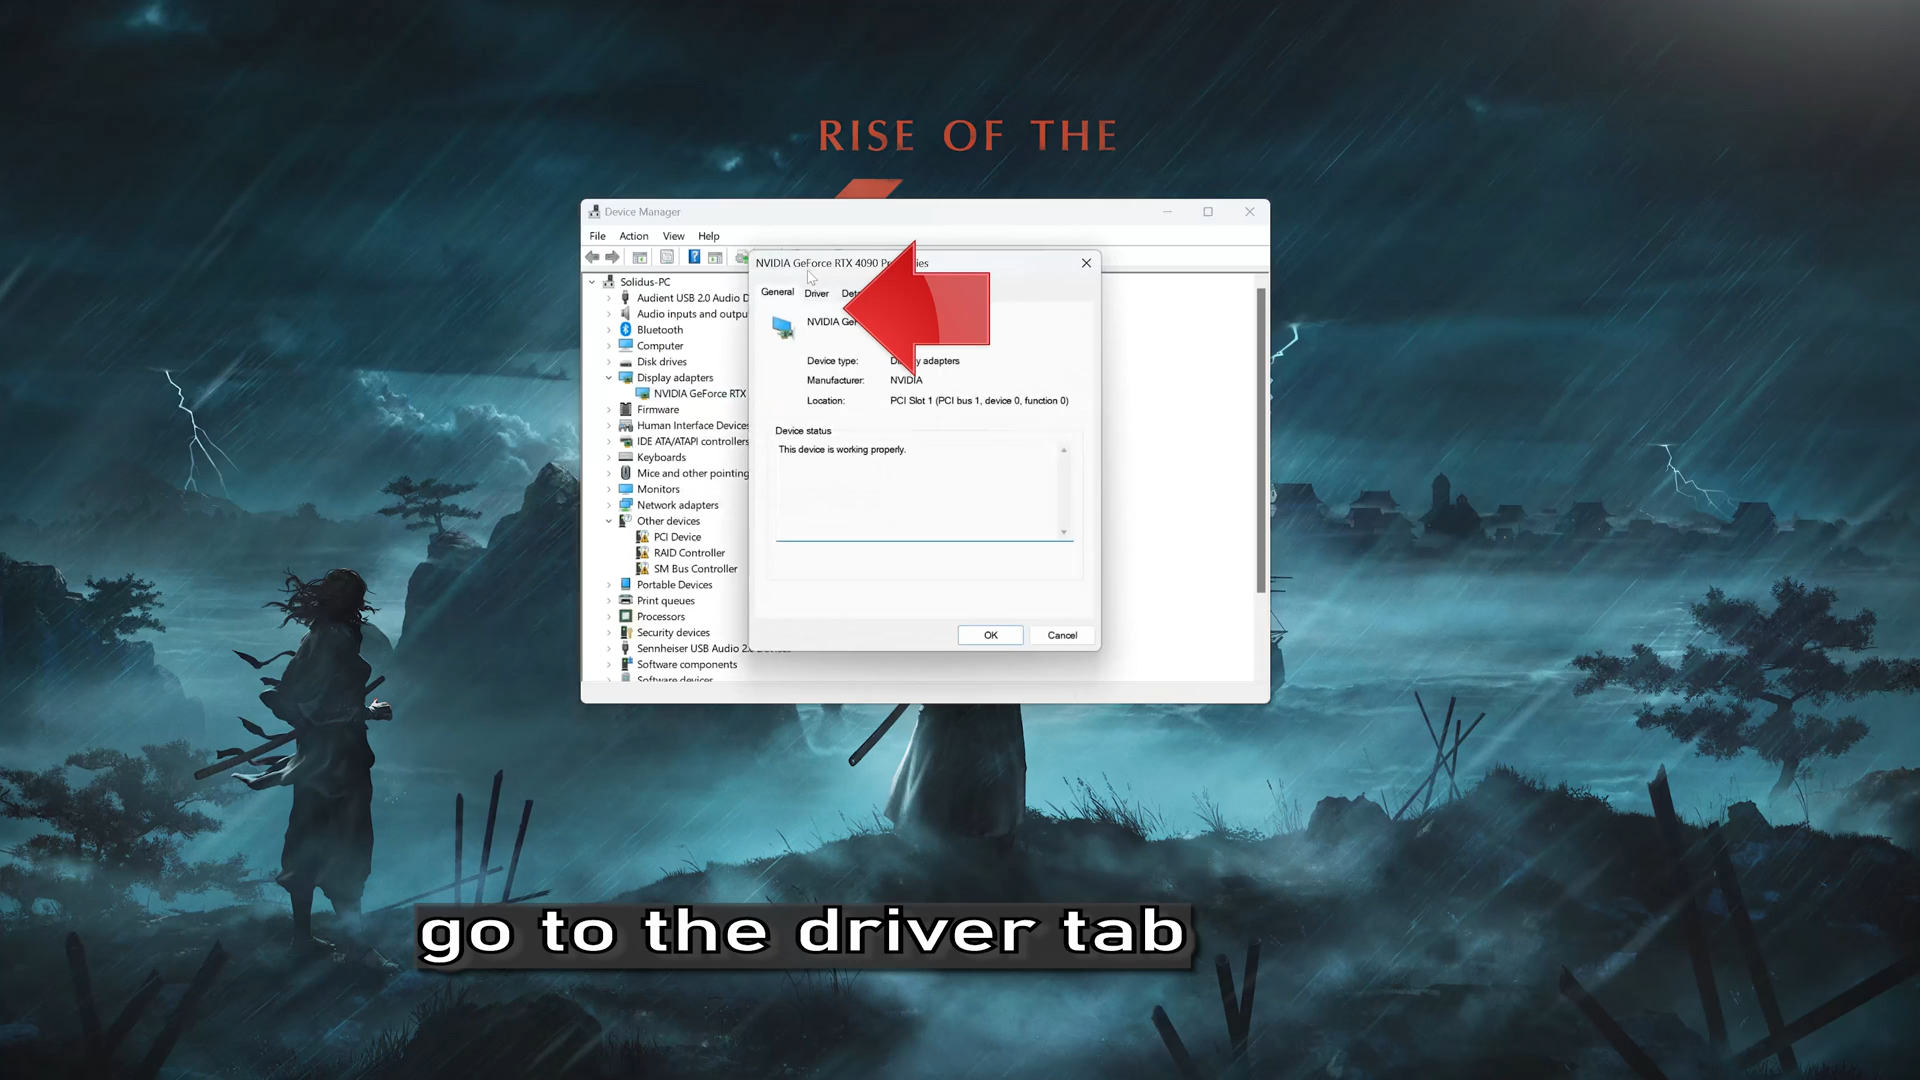 RISE OF THE
Device Manager
File Action View Help
NVIDIA GeForce RTX 4090
Solidus-PC
General Driver
Audient USB 2.0 Audio D
Audio inputs and outpu
NVIDIA
Bluetooth
Computer
Disk drives
Device type: adapters
Display adapters
Manufacturer: NVIDIA
NVIDIA GeForce RTX
Location: PCI Slot 1 (PCI bus 1, device 0, function 0)
Firmware
Human Interface Devices
Device status
IDE ATA/ATAPI controllers
This device is working properly.
Keyboards
Mice and other pointing
Monitors
Network adapters
Other devices
PCI Device
RAID Controller
SM Bus Controller
Portable Devices
Print queues
Processors
Security devices
OK Cancel
Sennheiser USB Audio 2.
Software components
Software devices
go to the driver tab